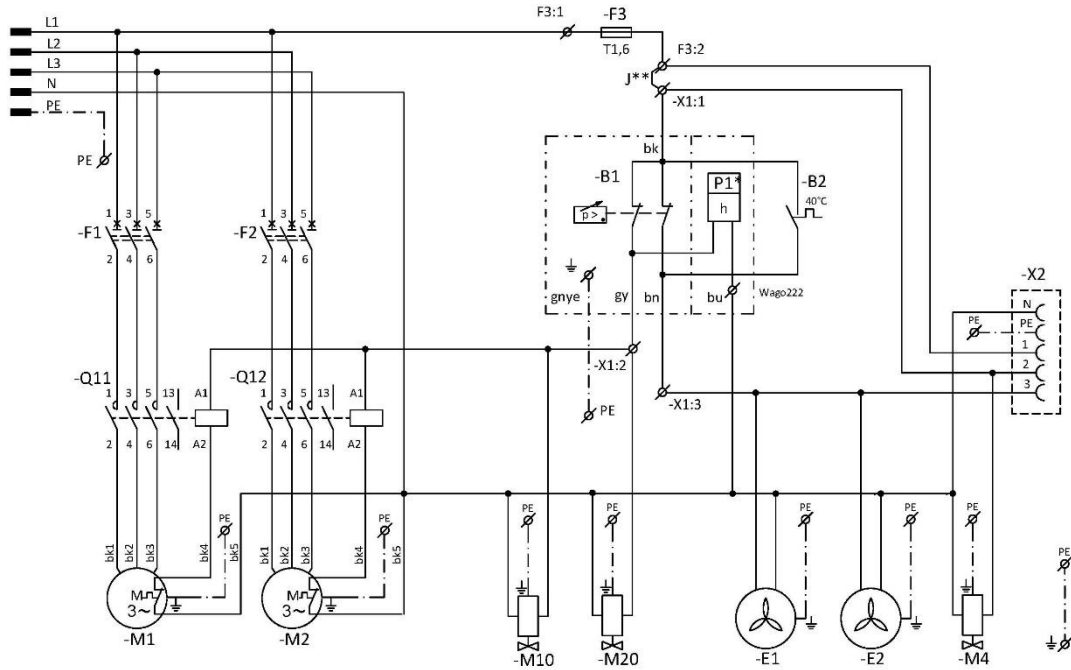 L1
L2
L3
N
PE
PE
F3:1
-F3
T1,6
F3:2
J**
-X1:1
bk
-B1
p >
P1*
h
-B2
40°C
gnye
gy
bn
bu
Wago222
-X2
N
PE
PE
1
2
3
1 3 5
-F1
2 4 6
1 3 5
-F2
2 4 6
-X1:2
-X1:3
PE
-Q11
1 3 5 13 A1
2 4 6 14 A2
-Q12
1 3 5 13 A1
2 4 6 14 A2
bk1 bk2 bk3 bk4 PE bk5
bk1 bk2 bk3 bk4 PE bk5
PE
PE
PE
PE
PE
PE
M
3~
M
3~
-M1
-M2
-M10
-M20
-E1
-E2
-M4